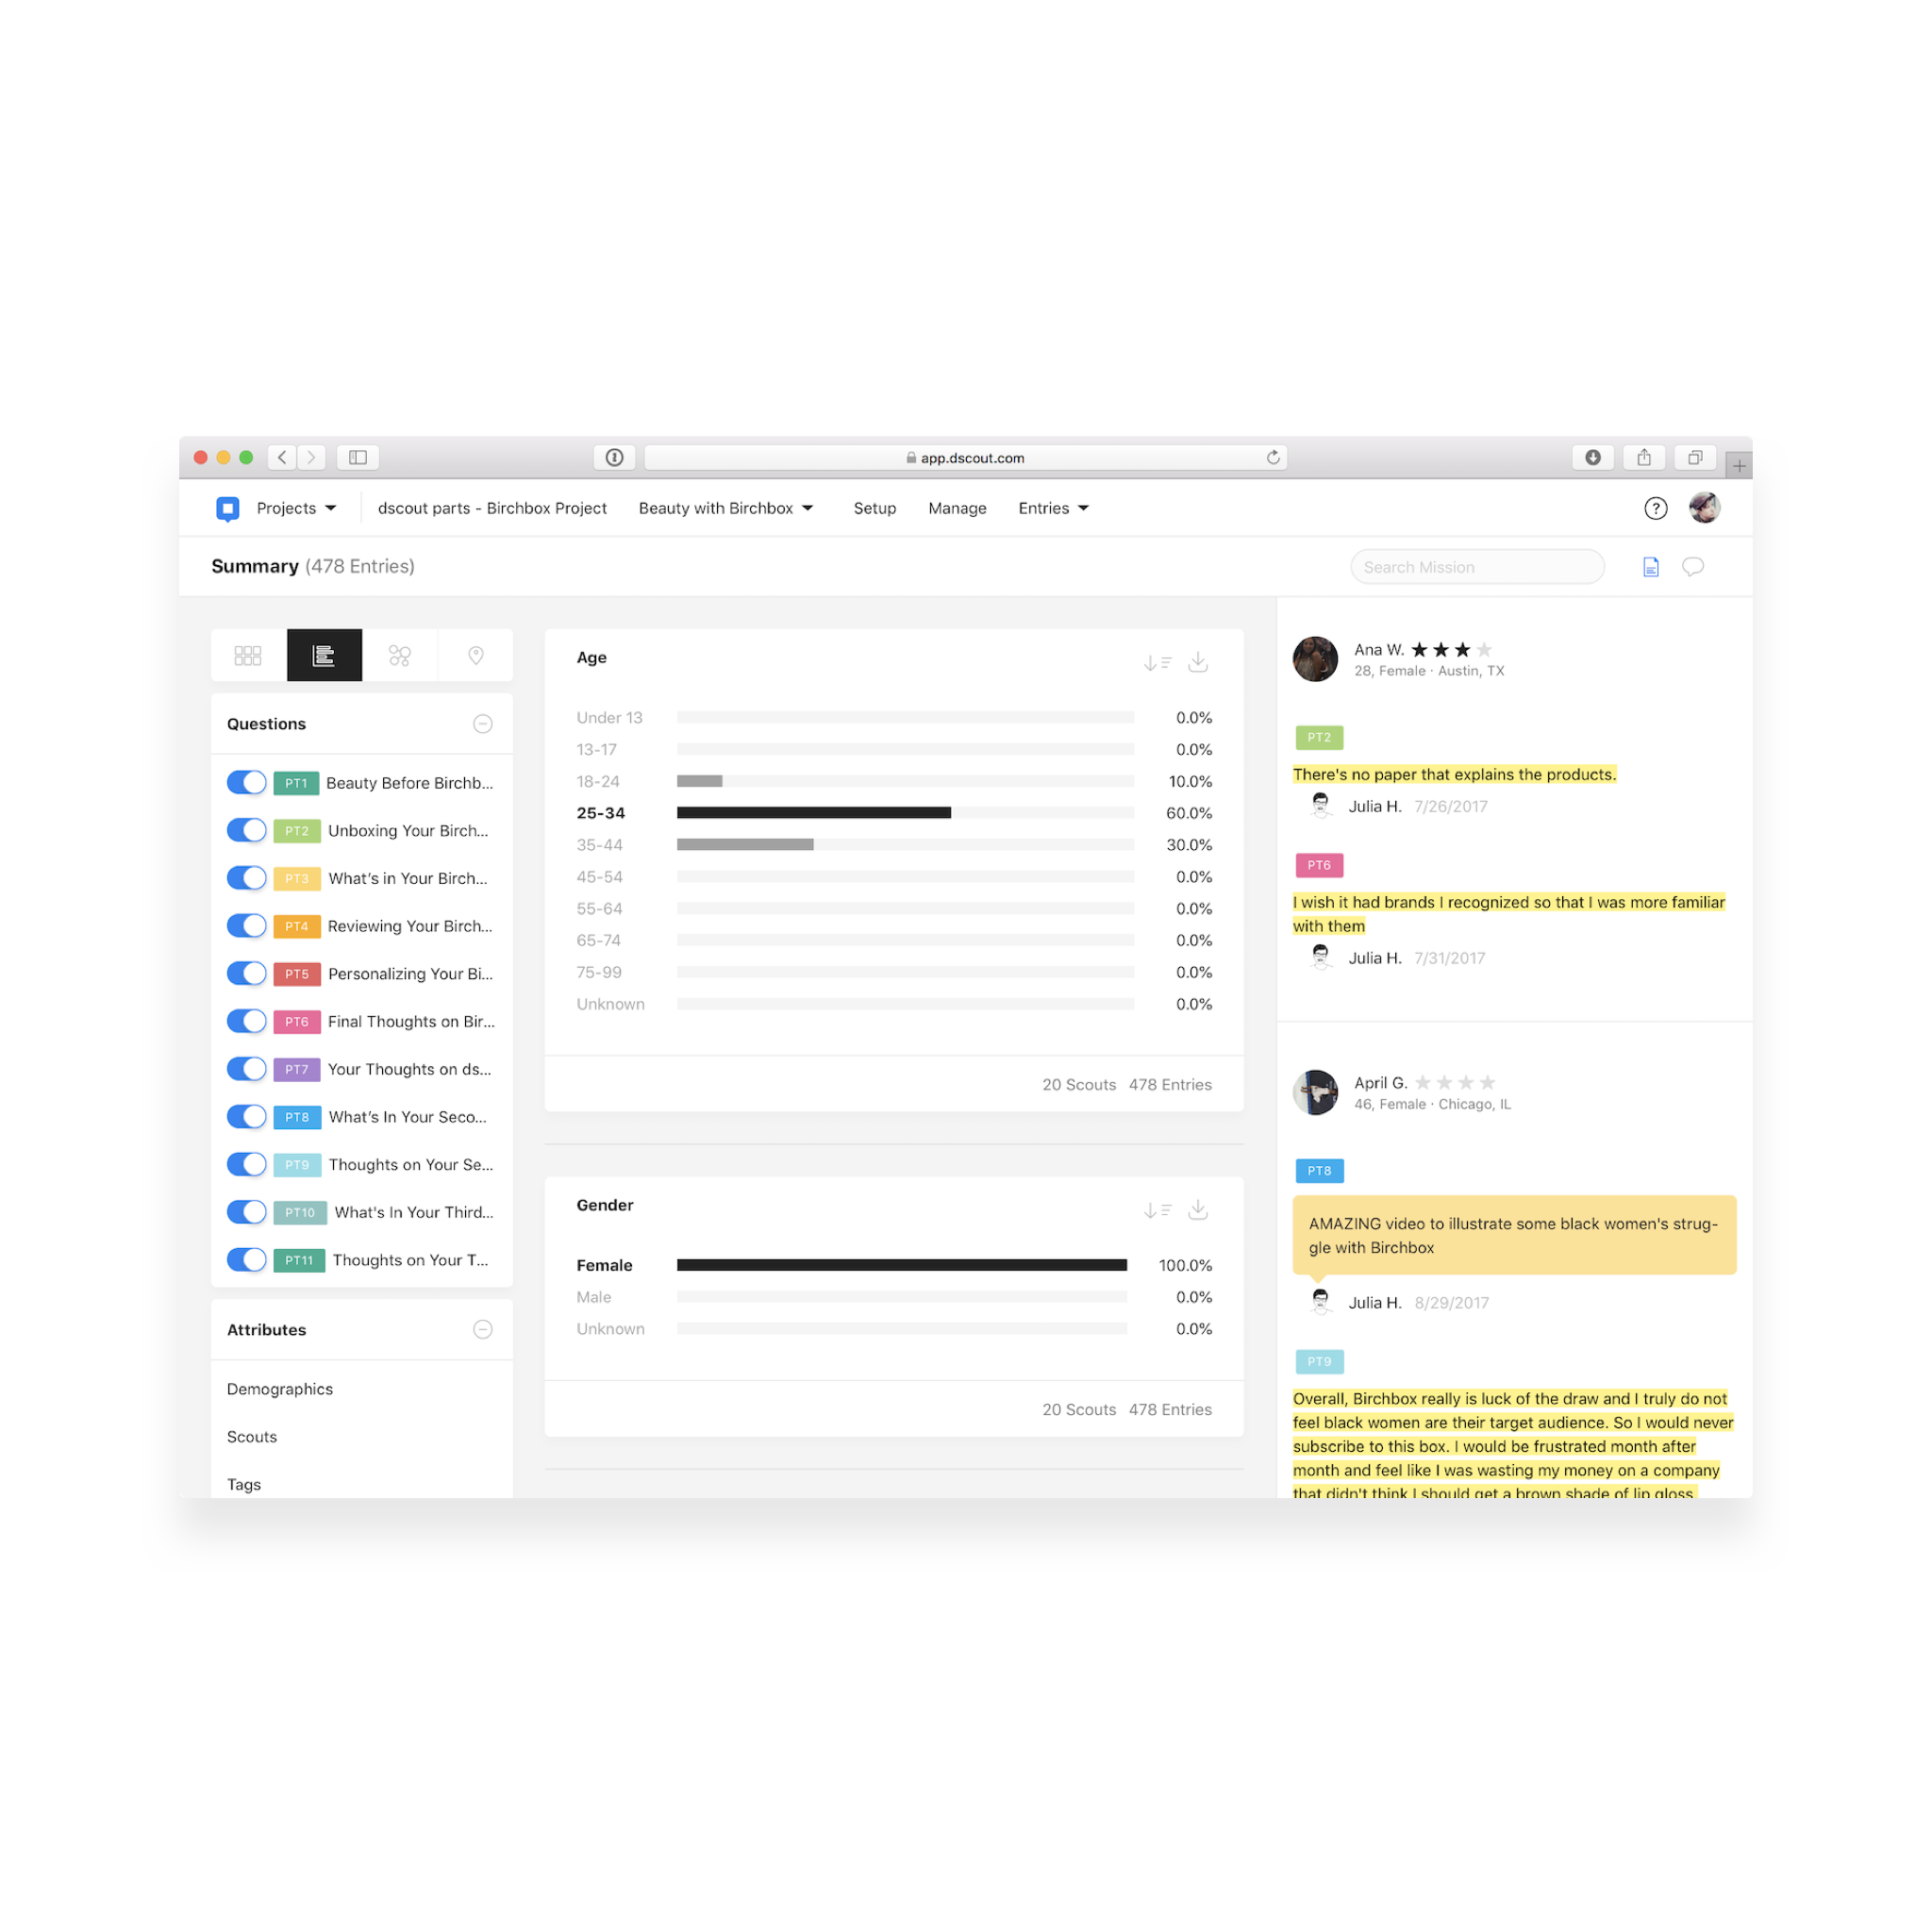 app.dscout.com
Projects
dscout parts - Birchbox Project
Beauty with Birchbox
Setup
Manage
Entries
?
Summary (478 Entries)
Search Mission
Questions
PT1 Beauty Before Birchb...
PT2 Unboxing Your Birch...
PT3 What's in Your Birch...
PT4 Reviewing Your Birch...
PT5 Personalizing Your Bi...
PT6 Final Thoughts on Bir...
PT7 Your Thoughts on ds...
PT8 What's In Your Seco...
PT9 Thoughts on Your Se...
PT10 What's In Your Third...
PT11 Thoughts on Your T...
Attributes
Demographics
Scouts
Tags
Age
Under 13 0.0%
13-17 0.0%
18-24 10.0%
25-34 60.0%
35-44 30.0%
45-54 0.0%
55-64 0.0%
65-74 0.0%
75-99 0.0%
Unknown 0.0%
20 Scouts 478 Entries
Gender
Female 100.0%
Male 0.0%
Unknown 0.0%
20 Scouts 478 Entries
Ana W.
28, Female · Austin, TX
PT2
There's no paper that explains the products.
Julia H. 7/26/2017
PT6
I wish it had brands I recognized so that I was more familiar
with them
Julia H. 7/31/2017
April G.
46, Female · Chicago, IL
PT8
AMAZING video to illustrate some black women's strug-
gle with Birchbox
Julia H. 8/29/2017
PT9
Overall, Birchbox really is luck of the draw and I truly do not
feel black women are their target audience. So I would never
subscribe to this box. I would be frustrated month after
month and feel like I was wasting my money on a company
that didn't think I should get a brown shade of lip gloss.